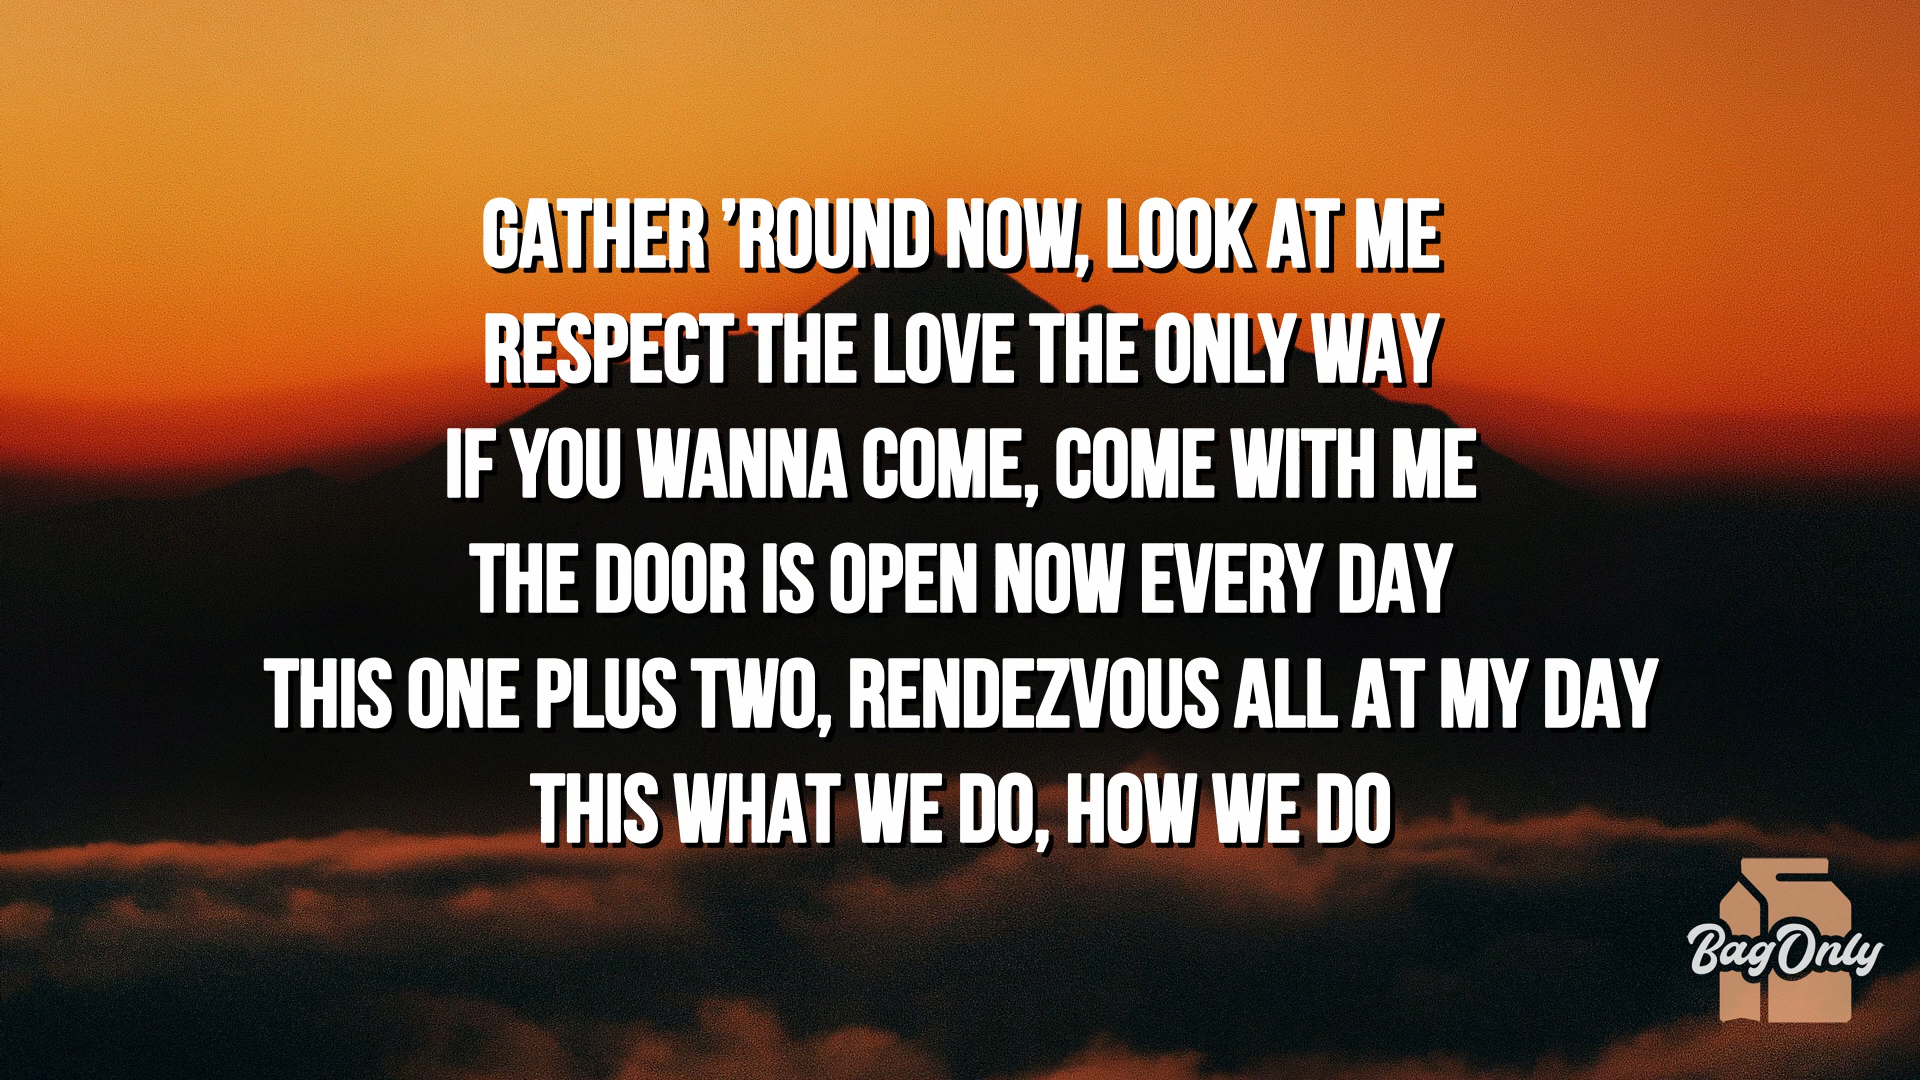 GATHER ’ROUND NOW, LOOK AT ME
RESPECT THE LOVE THE ONLY WAY
IF YOU WANNA COME, COME WITH ME
THE DOOR IS OPEN NOW EVERY DAY
THIS ONE PLUS TWO, RENDEZVOUS ALL AT MY DAY
THIS WHAT WE DO, HOW WE DO
BagOnly